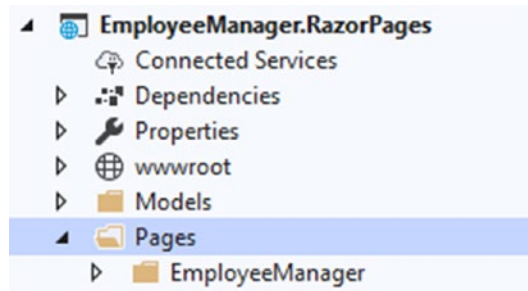 EmployeeManager.RazorPages
Connected Services
Dependencies
Properties
wwwroot
Models
Pages
EmployeeManager